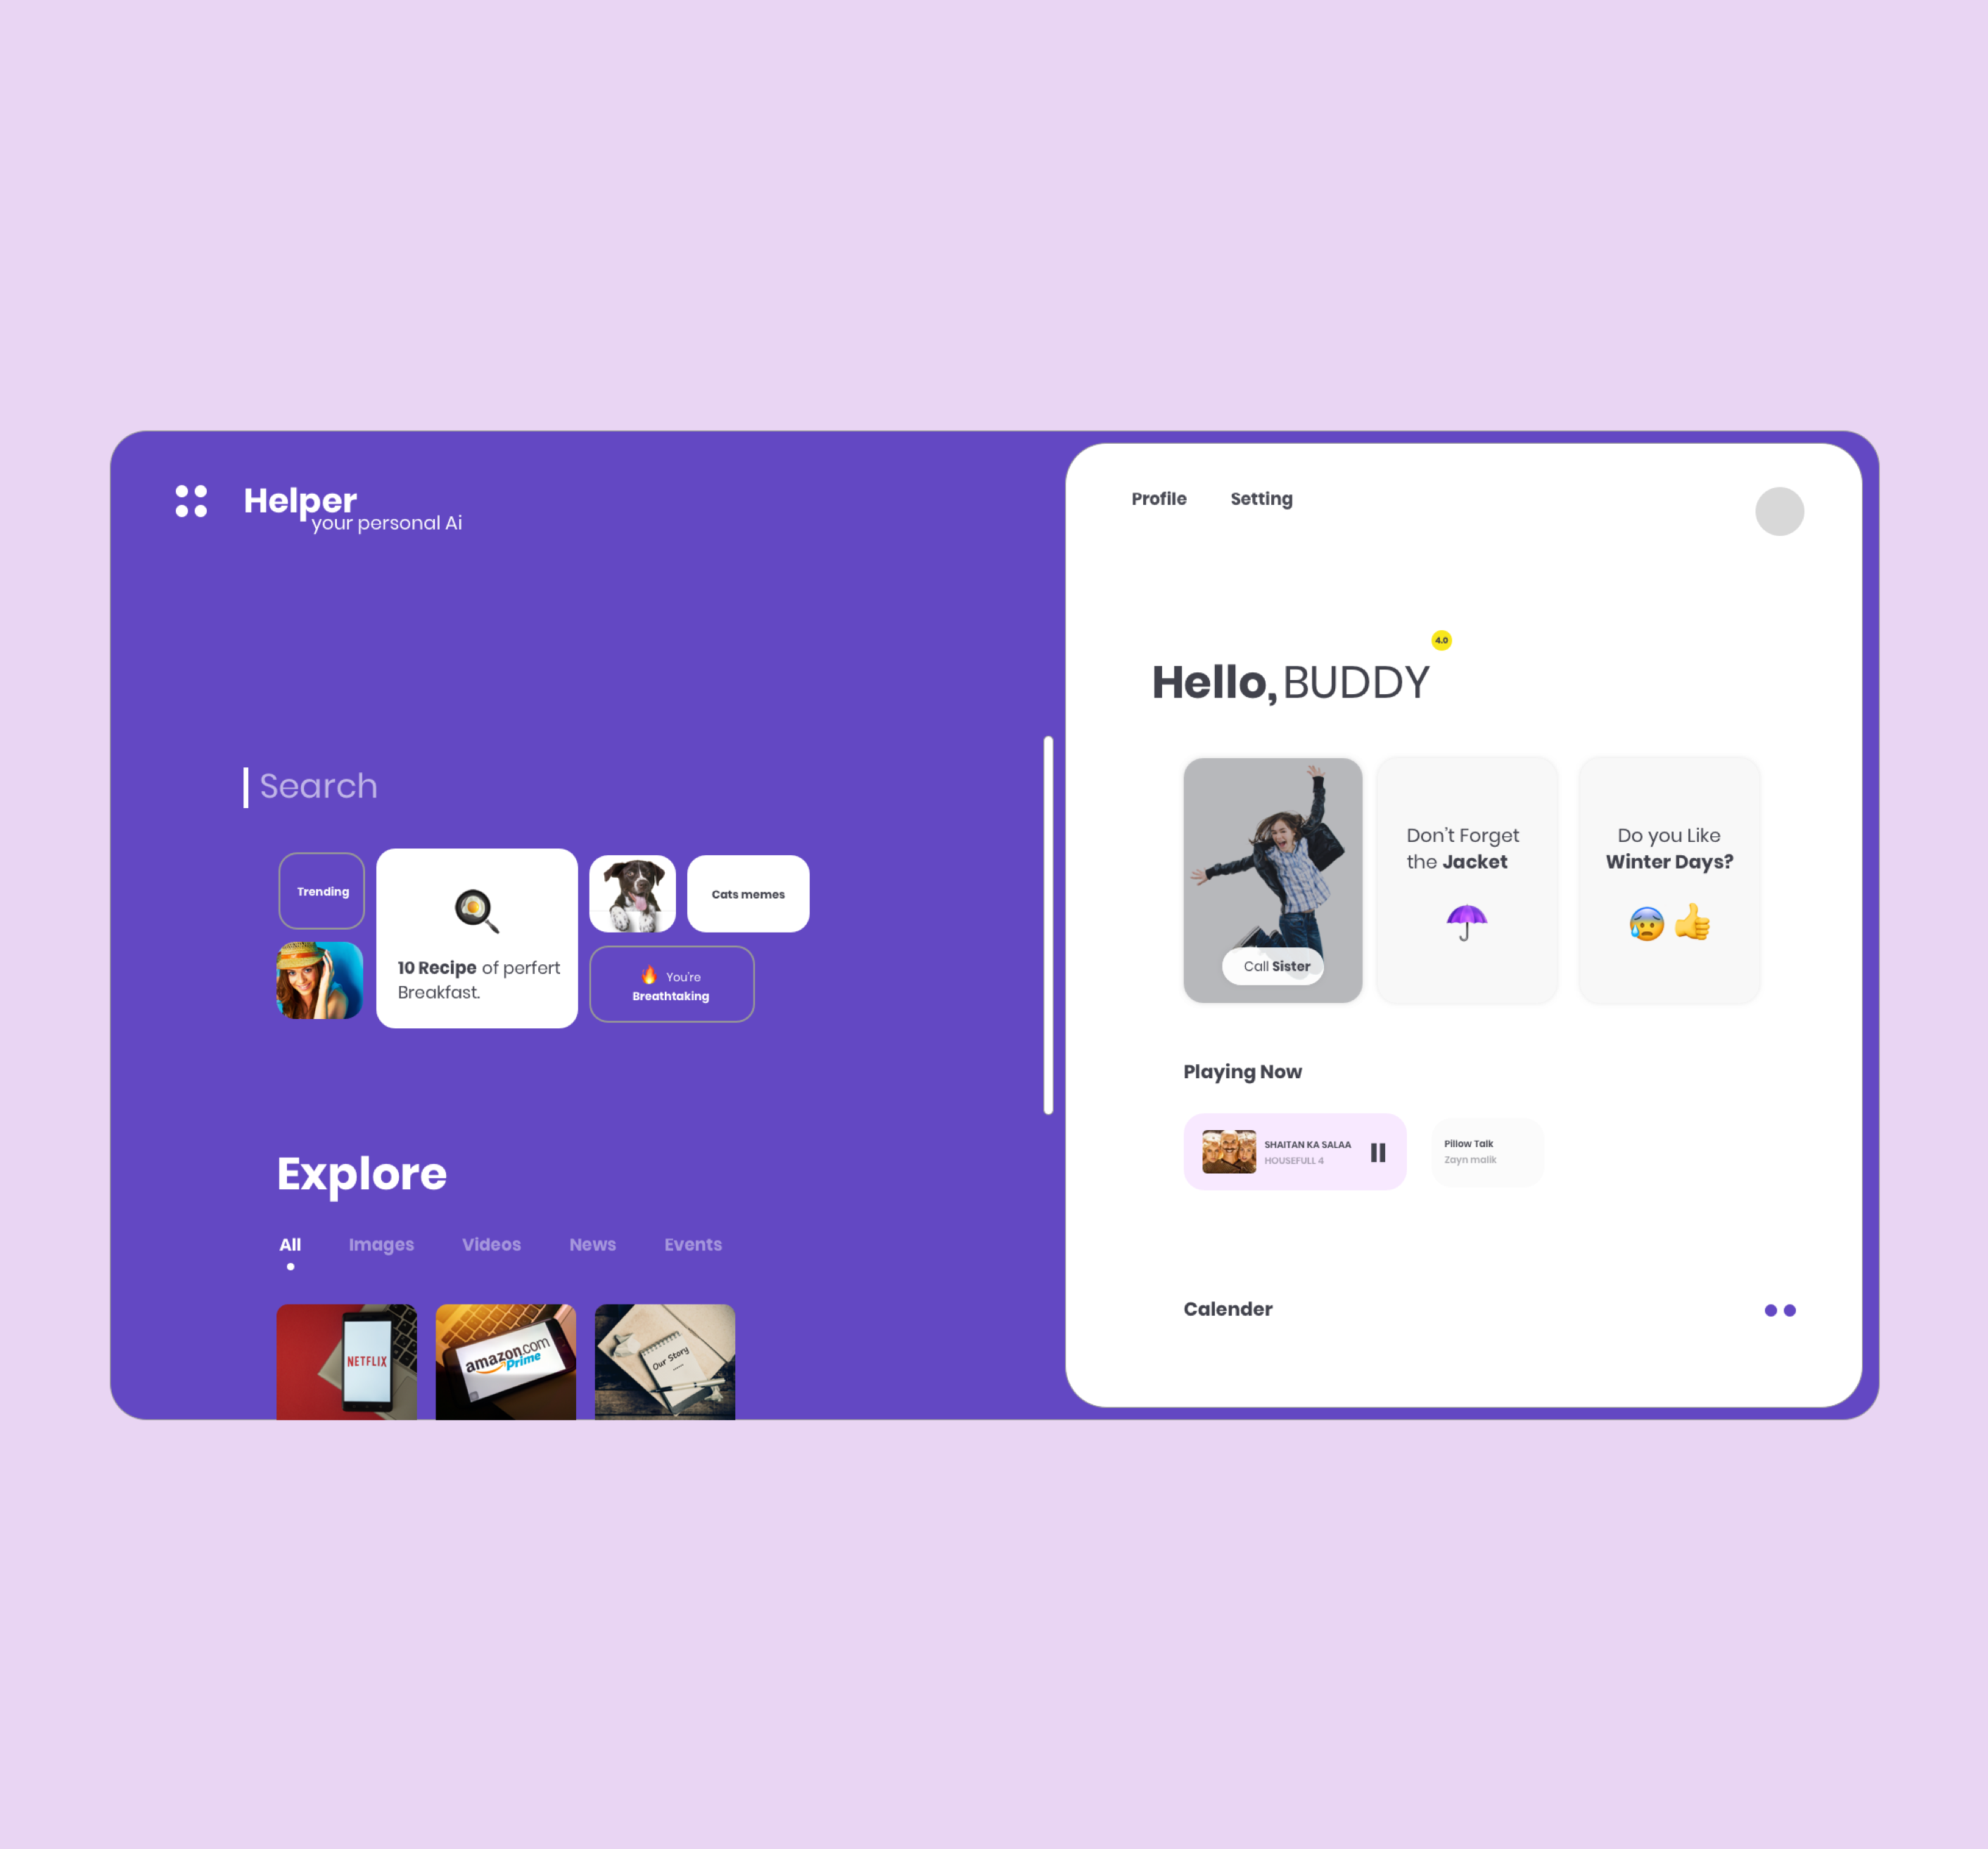 Helper
your personal Ai
Search
Trending
10 Recipe of perfert
Breakfast.
Cats memes
You're
Breathtaking
Explore
All Images Videos News Events
NETFLIX
amazon.com
Prime
Our Story
Profile Setting
4.0
Hello, BUDDY
Call Sister
Don't Forget
the Jacket
Do you Like
Winter Days?
Playing Now
SHAITAN KA SALAA
HOUSEFULL 4
Pillow Talk
Zayn malik
Calender